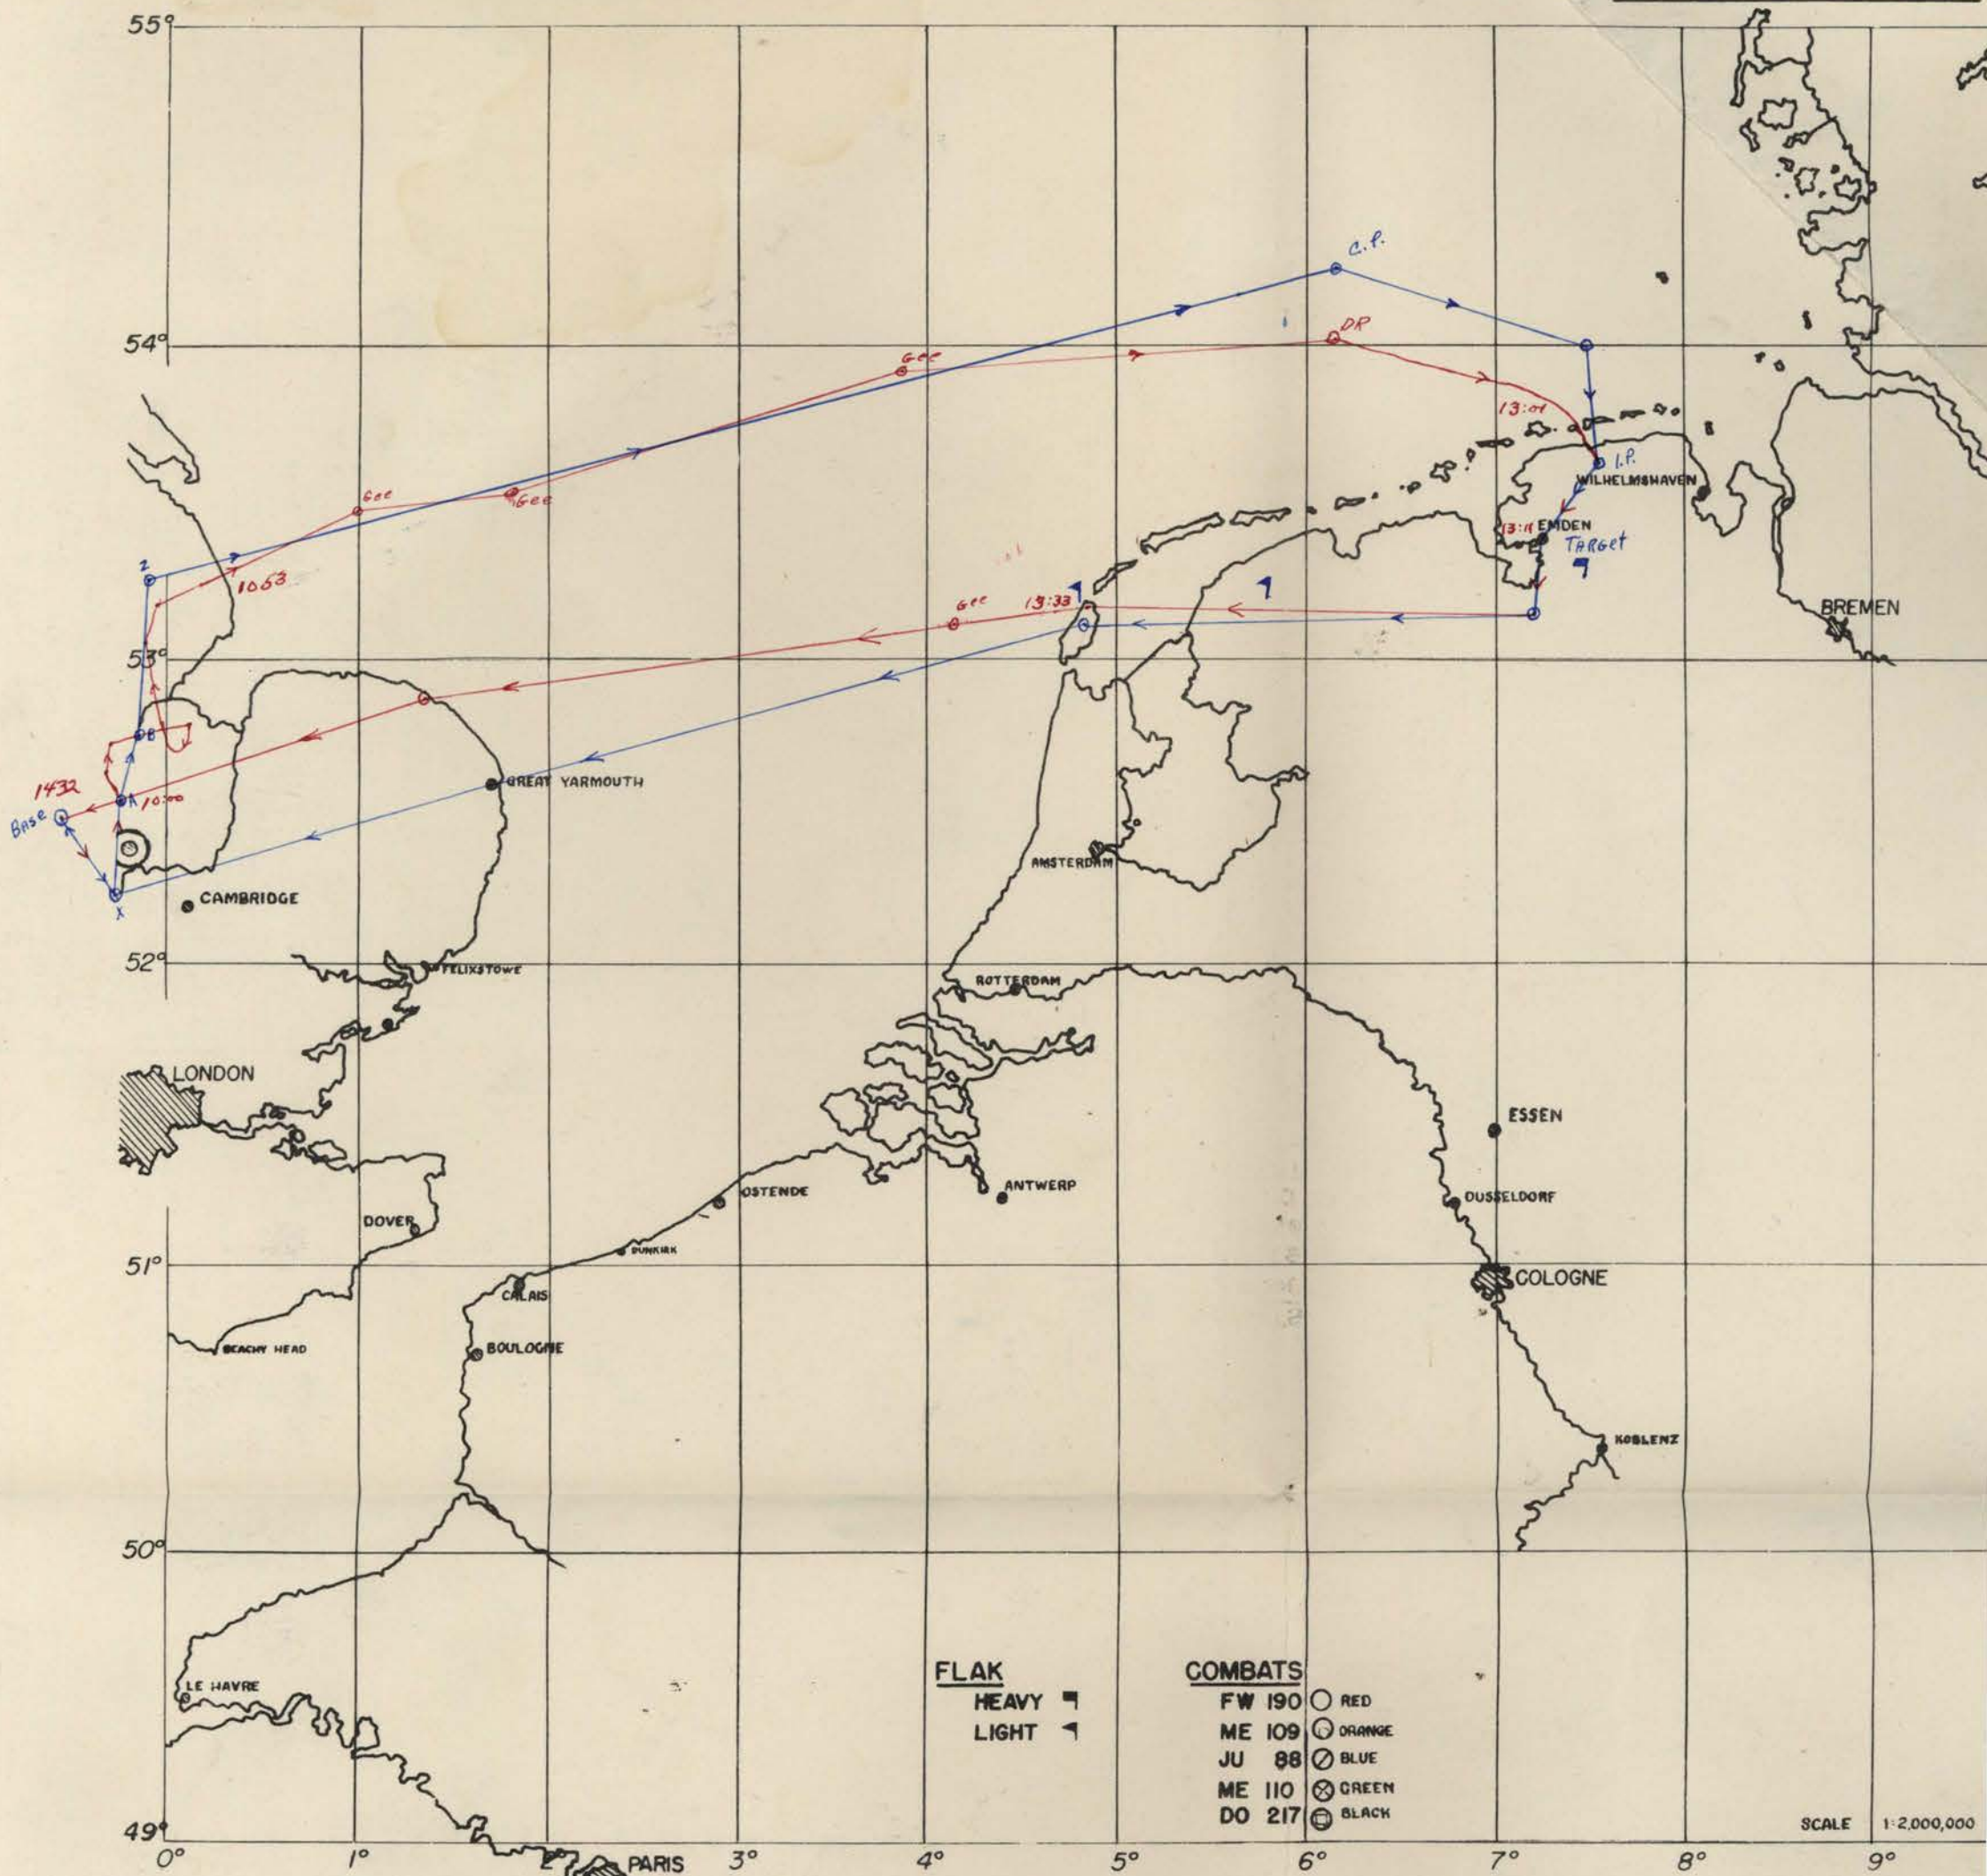 55°
C.P.
54°
DR
Gee
13:01
I.P.
WILHELMSHAVEN
Gee
Gee
13:11 EMDEN
TARGET
Z
1053
Gee 13:33
BREMEN
53°
B
GREAT YARMOUTH
1432
A 10:00
BASE
AMSTERDAM
CAMBRIDGE
X
52°
FELIXSTOWE
ROTTERDAM
LONDON
ESSEN
ANTWERP
OSTENDE
DUSSELDORF
DOVER
DUNKIRK
51°
COLOGNE
CALAIS
BEACHY HEAD
BOULOGNE
KOBLENZ
50°
LE HAVRE
FLAK
HEAVY
LIGHT
COMBATS
FW 190 RED
ME 109 ORANGE
JU 88 BLUE
ME 110 GREEN
DO 217 BLACK
SCALE 1:2,000,000
49°
0° 1° 2° PARIS 3° 4° 5° 6° 7° 8° 9°